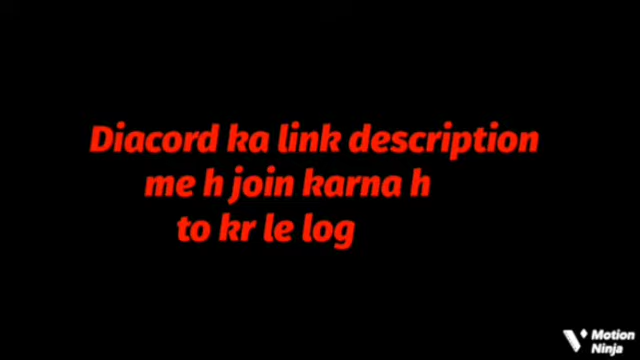 Diacord ka link description
me h join karna h
to kr le log
Motion
Ninja